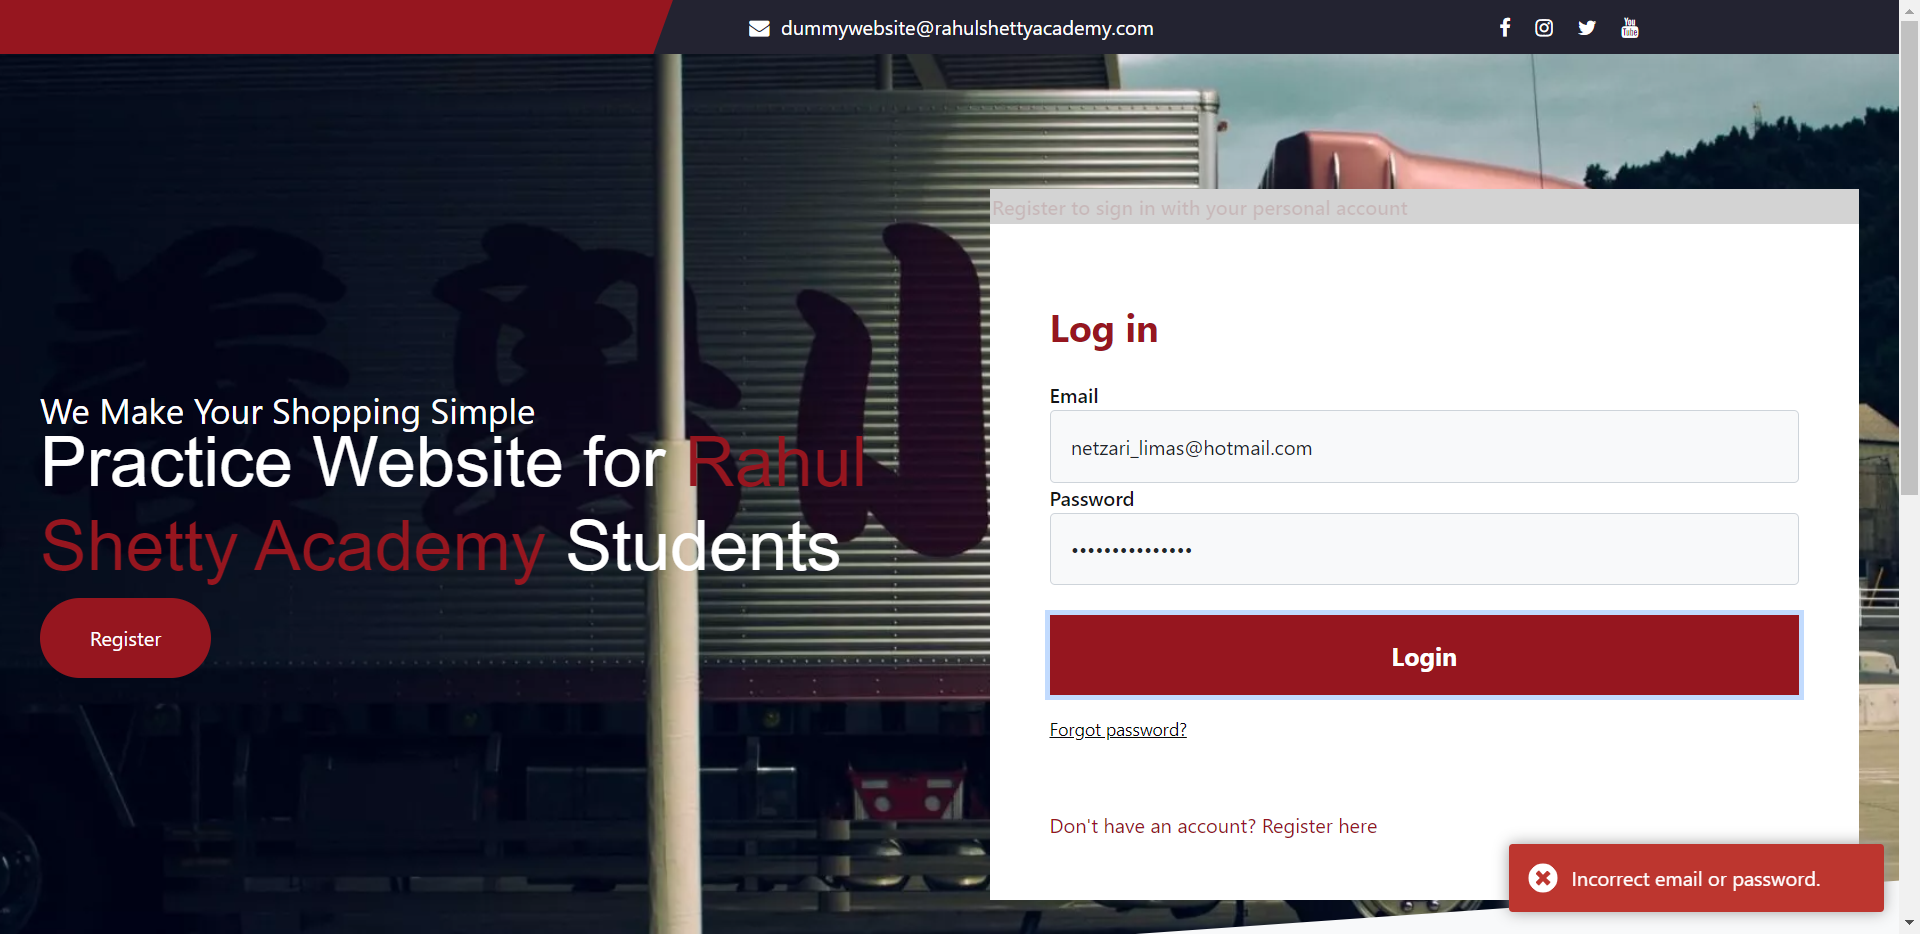 dummywebsite@rahulshettyacademy.com
You
Tube
Register to sign in with your personal account
We Make Your Shopping Simple
Practice Website for Rahul
Shetty Academy Students
Register
Log in
Email
netzari_limas@hotmail.com
Password
•••••••••••••••
Login
Forgot password?
Don't have an account? Register here
Incorrect email or password.